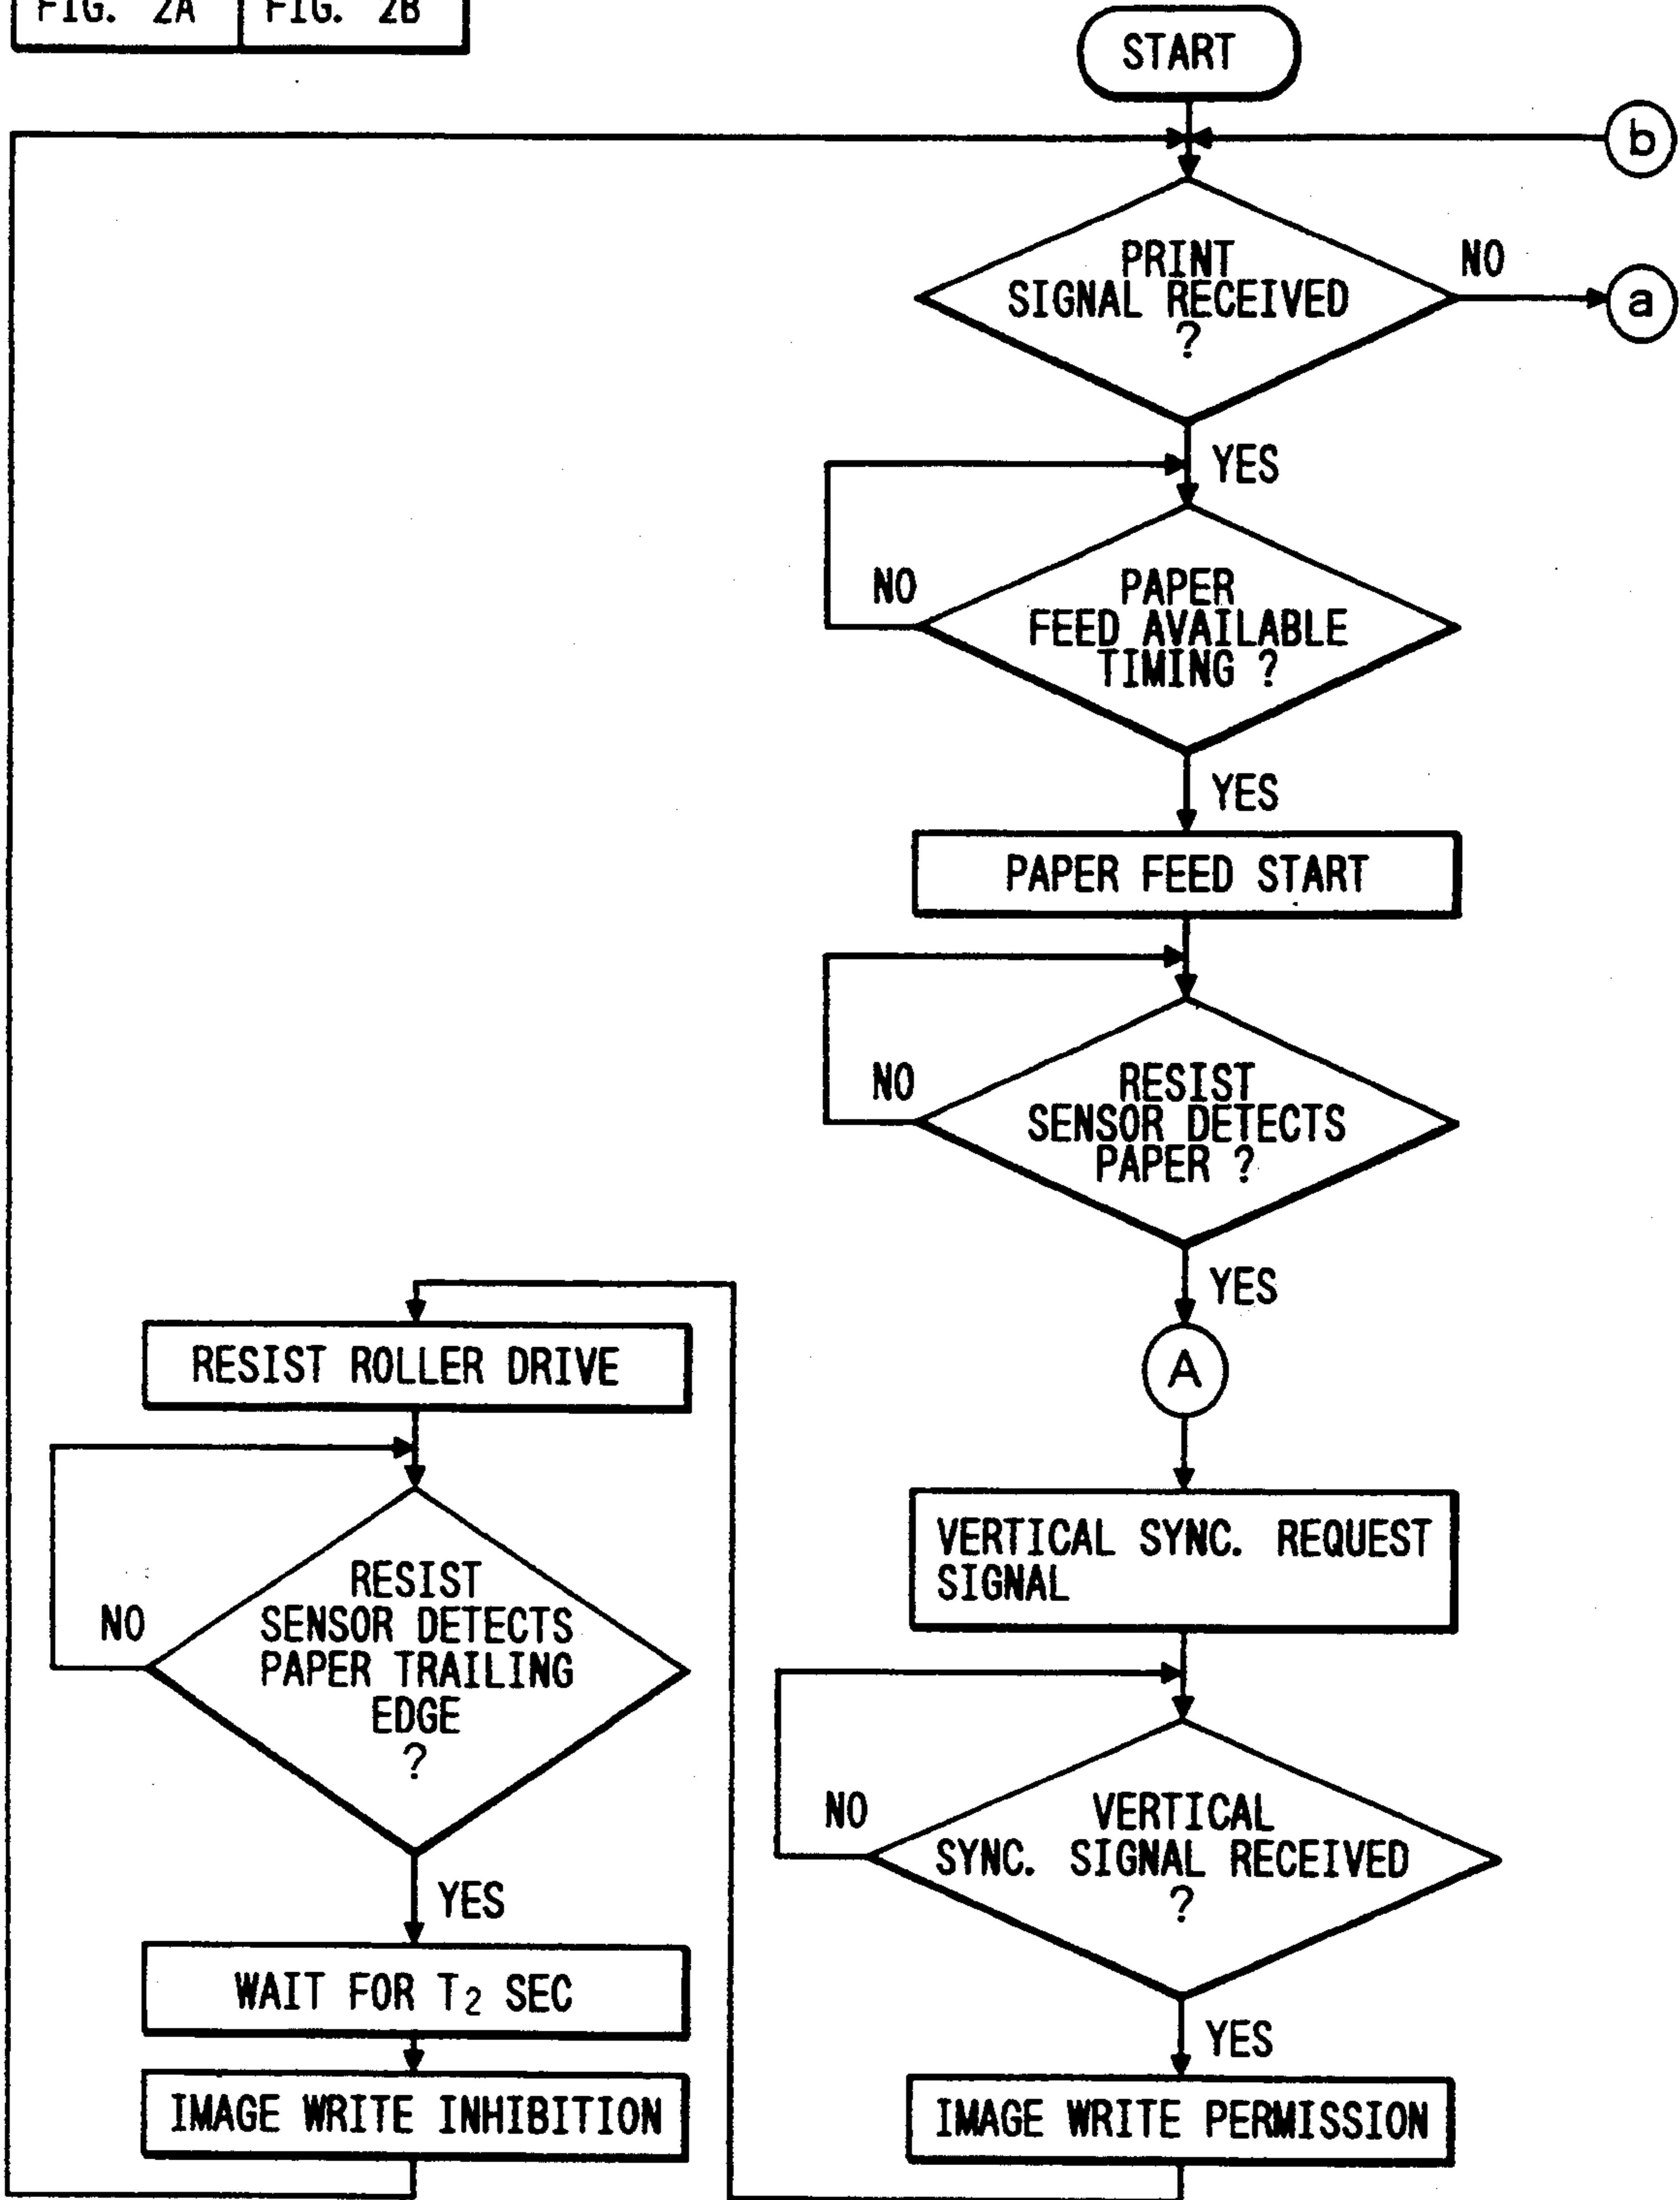 FIG. 2A FIG. 2B
START
b
PRINT
SIGNAL RECEIVED
?
NO
a
YES
PAPER
FEED AVAILABLE
TIMING ?
NO
YES
PAPER FEED START
RESIST
SENSOR DETECTS
PAPER ?
NO
YES
A
VERTICAL SYNC. REQUEST
SIGNAL
VERTICAL
SYNC. SIGNAL RECEIVED
?
NO
YES
IMAGE WRITE PERMISSION
RESIST ROLLER DRIVE
RESIST
SENSOR DETECTS
PAPER TRAILING
EDGE
?
NO
YES
WAIT FOR T2 SEC
IMAGE WRITE INHIBITION